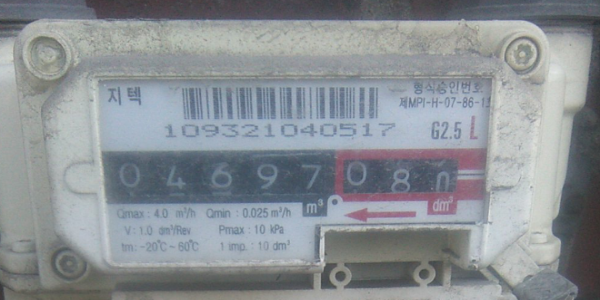 지텍
형식승인번호
제MPI-H-07-86-13
109321040517
G2.5 L
04697080
m³
dm³
Qmax : 4.0 m³/h Qmin : 0.025 m³/h
V : 1.0 dm³/Rev Pmax : 10 kPa
tm: -20℃ ~ 60℃ 1 imp. : 10 dm³